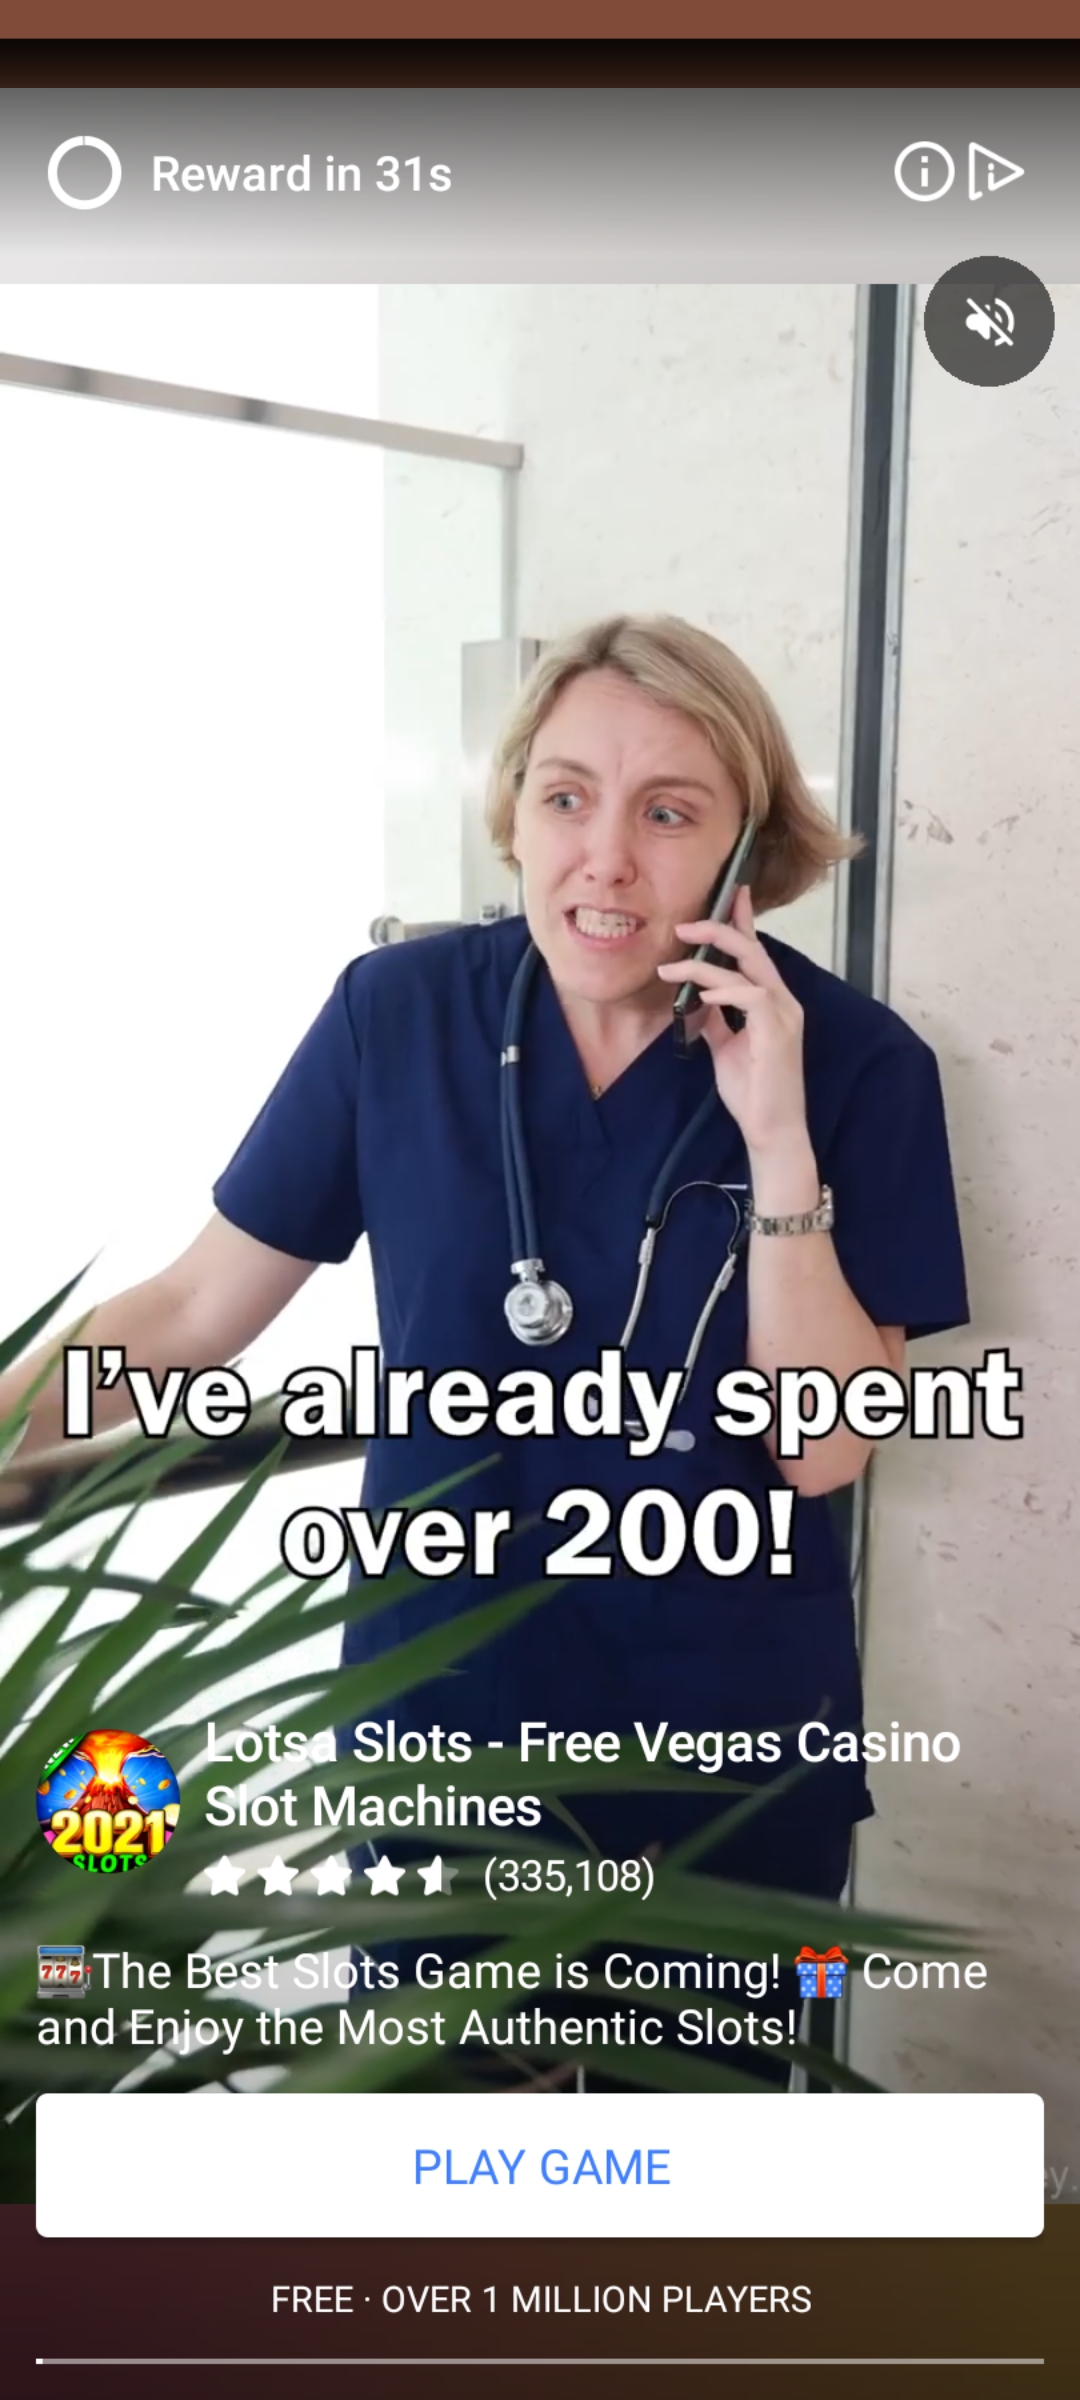 Reward in 31s
I've already spent
over 200!
Lotsa Slots - Free Vegas Casino
Slot Machines
2021
SLOTS
(335,108)
777
The Best Slots Game is Coming! 🎁 Come
and Enjoy the Most Authentic Slots!
PLAY GAME
FREE · OVER 1 MILLION PLAYERS